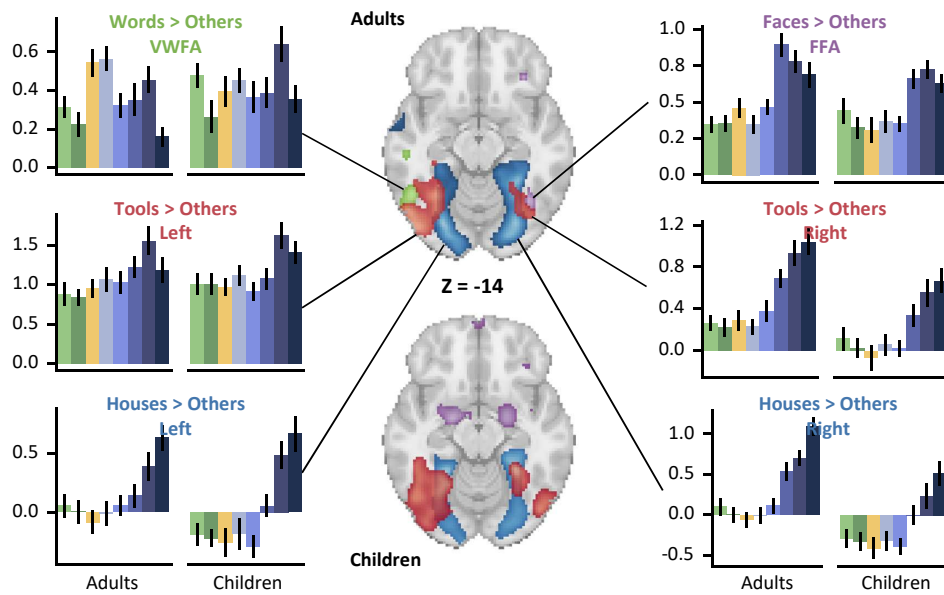 Words > Others
VWFA
0.6
0.4
0.2
0.0
Adults
Faces > Others
FFA
1.0
0.8
0.5
0.2
0.0
Tools > Others
Left
1.5
1.0
0.5
0.0
Z = -14
Tools > Others
Right
1.2
0.8
0.4
0.0
Houses > Others
Left
0.5
0.0
Adults
Children
Children
Houses > Others
Right
1.0
0.5
0.0
-0.5
Adults
Children